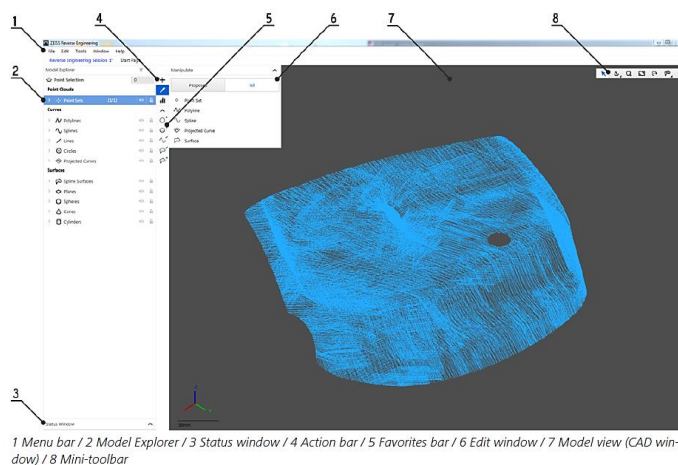 1
4
5
6
7
8
ZEISS Reverse Engineering
File Edit Tools Window Help
Reverse Engineering Session 1* Start Page
Model Explorer
Manipulate
Point Selection 0
Proposed All
Point Clouds
2
Point Sets (1/1)
Point Set
Curves
Polyline
Polylines
Spline
Splines
Projected Curve
Lines
Surface
Circles
Projected Curves
Surfaces
Spline Surfaces
Planes
Spheres
Cones
Cylinders
3
Status Window
1 Menu bar / 2 Model Explorer / 3 Status window / 4 Action bar / 5 Favorites bar / 6 Edit window / 7 Model view (CAD win-
dow) / 8 Mini-toolbar